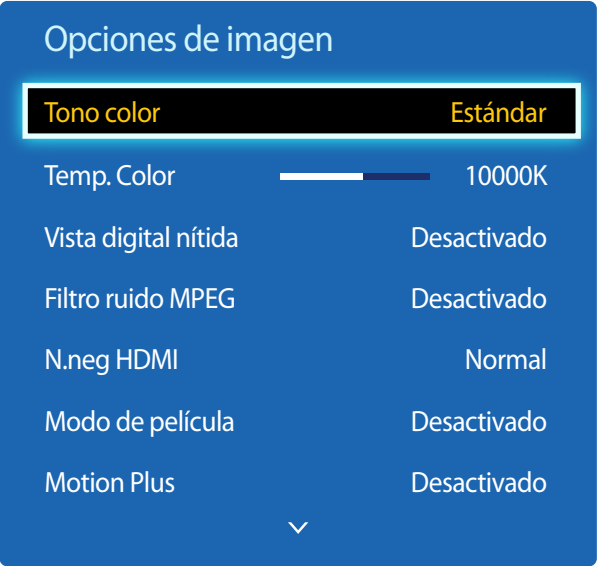 Opciones de imagen
Tono color Estándar
Temp. Color 10000K
Vista digital nítida Desactivado
Filtro ruido MPEG Desactivado
N.neg HDMI Normal
Modo de película Desactivado
Motion Plus Desactivado